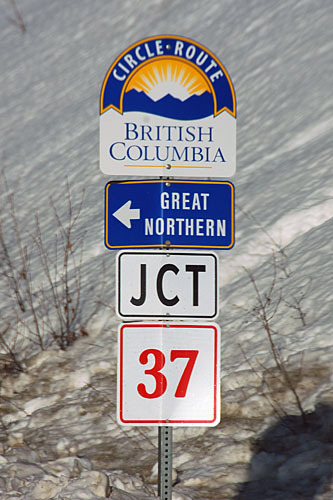 CIRCLE · ROUTE
BRITISH
COLUMBIA
GREAT
NORTHERN
JCT
37